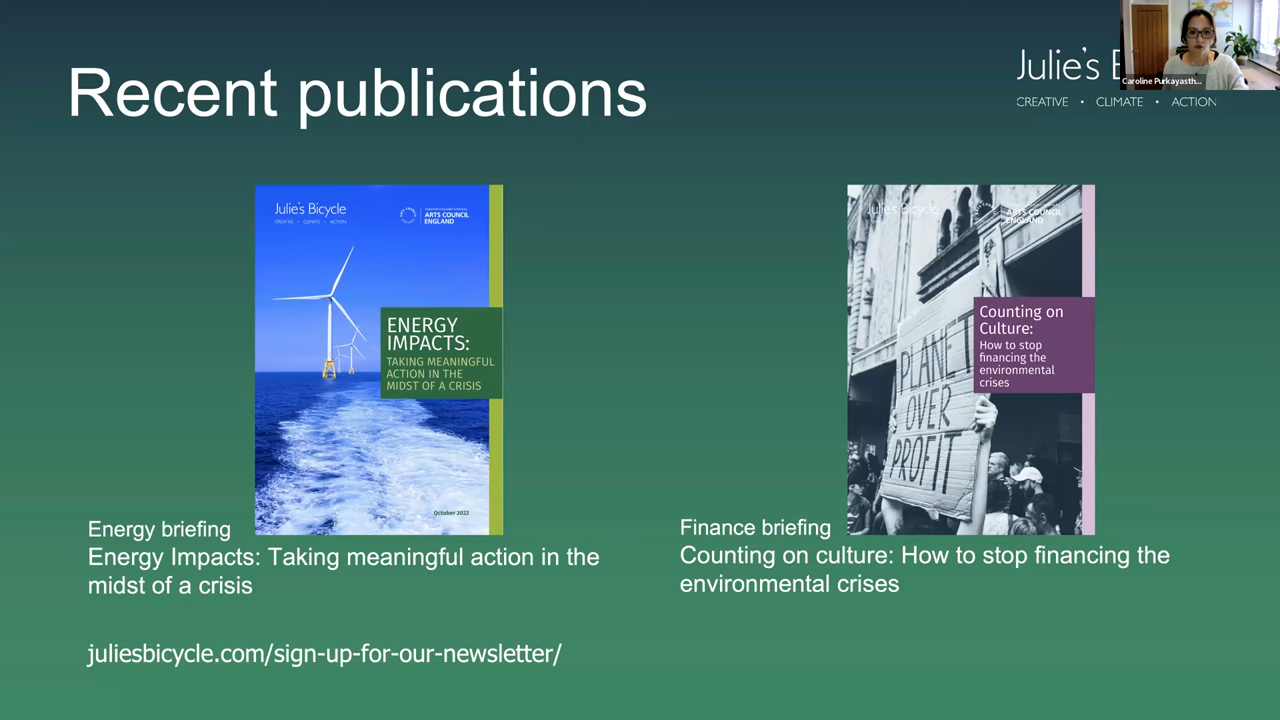 Recent publications
Julie's
CREATIVE • CLIMATE • ACTION
Caroline Purkayasth...
Julie's Bicycle
CREATIVE • CLIMATE • ACTION
ARTS COUNCIL
ENGLAND
ENERGY
IMPACTS:
TAKING MEANINGFUL
ACTION IN THE
MIDST OF A CRISIS
October 2022
Julie's Bicycle
ARTS COUNCIL
ENGLAND
Counting on
Culture:
How to stop
financing the
environmental
crises
PLANET
OVER
PROFIT
Energy briefing
Energy Impacts: Taking meaningful action in the
midst of a crisis
Finance briefing
Counting on culture: How to stop financing the
environmental crises
juliesbicycle.com/sign-up-for-our-newsletter/